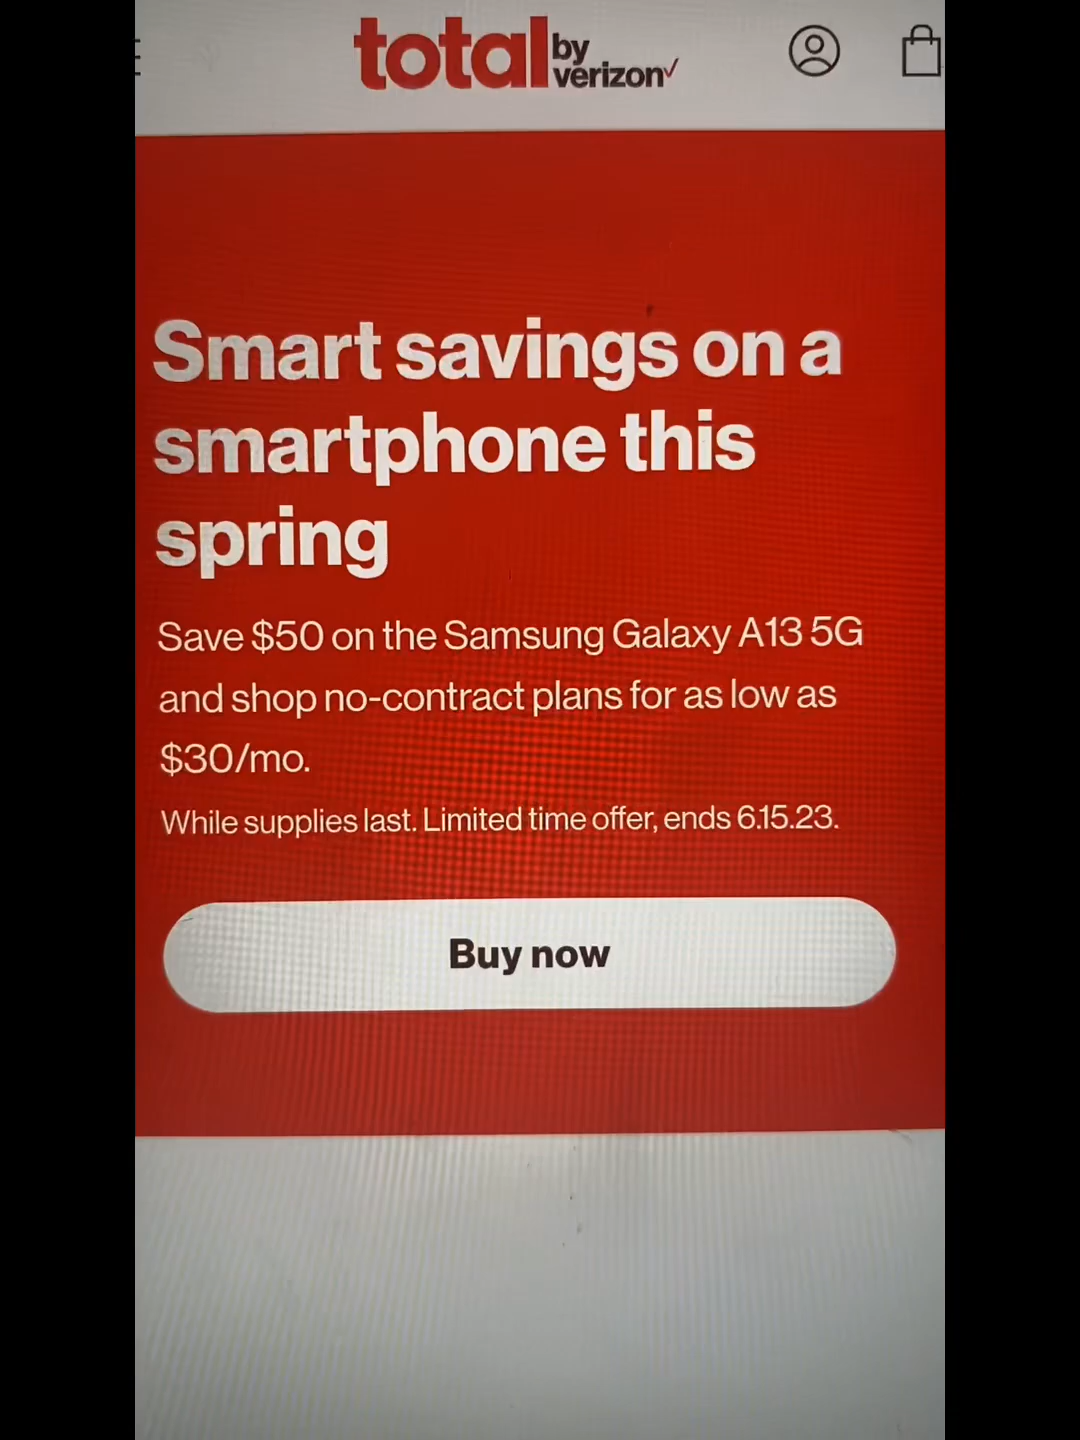 total by verizon✓
Smart savings on a
smartphone this
spring
Save $50 on the Samsung Galaxy A13 5G
and shop no-contract plans for as low as
$30/mo.
While supplies last. Limited time offer, ends 6.15.23.
Buy now